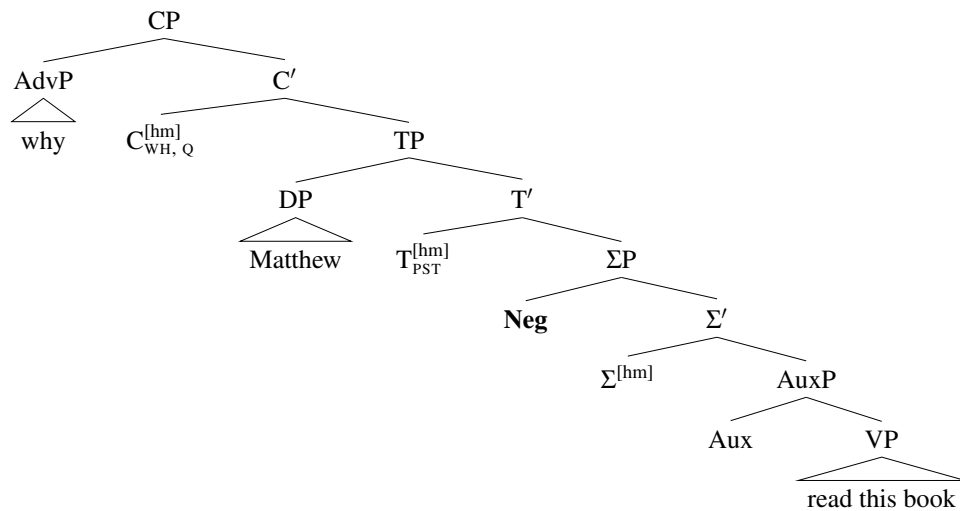 CP
AdvP C′
why C[hm]WH, Q TP
DP T′
Matthew T[hm]PST ΣP
Neg Σ′
Σ[hm] AuxP
Aux VP
read this book